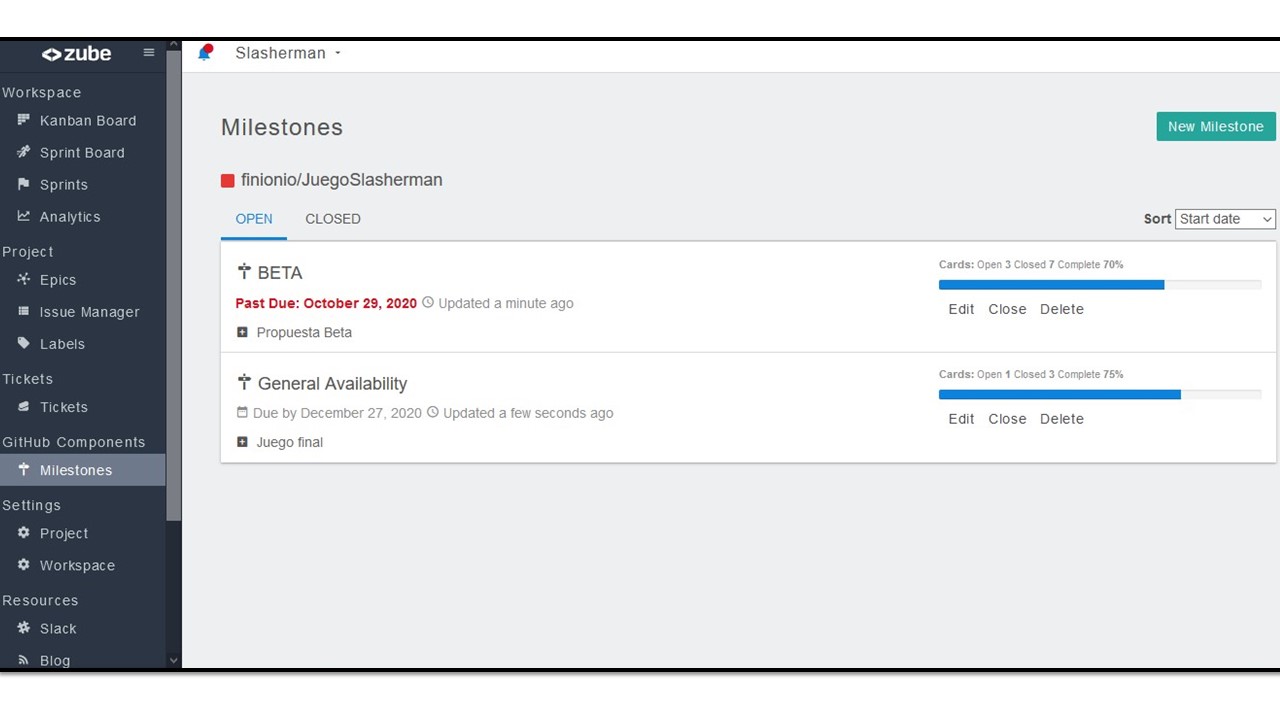 zube
Slasherman
Workspace
Kanban Board
Sprint Board
Sprints
Analytics
Project
Epics
Issue Manager
Labels
Tickets
Tickets
GitHub Components
Milestones
Settings
Project
Workspace
Resources
Slack
Blog
Milestones
New Milestone
finionio/JuegoSlasherman
OPEN CLOSED
Sort Start date
BETA
Past Due: October 29, 2020 Updated a minute ago
Propuesta Beta
Cards: Open 3 Closed 7 Complete 70%
Edit Close Delete
General Availability
Due by December 27, 2020 Updated a few seconds ago
Juego final
Cards: Open 1 Closed 3 Complete 75%
Edit Close Delete